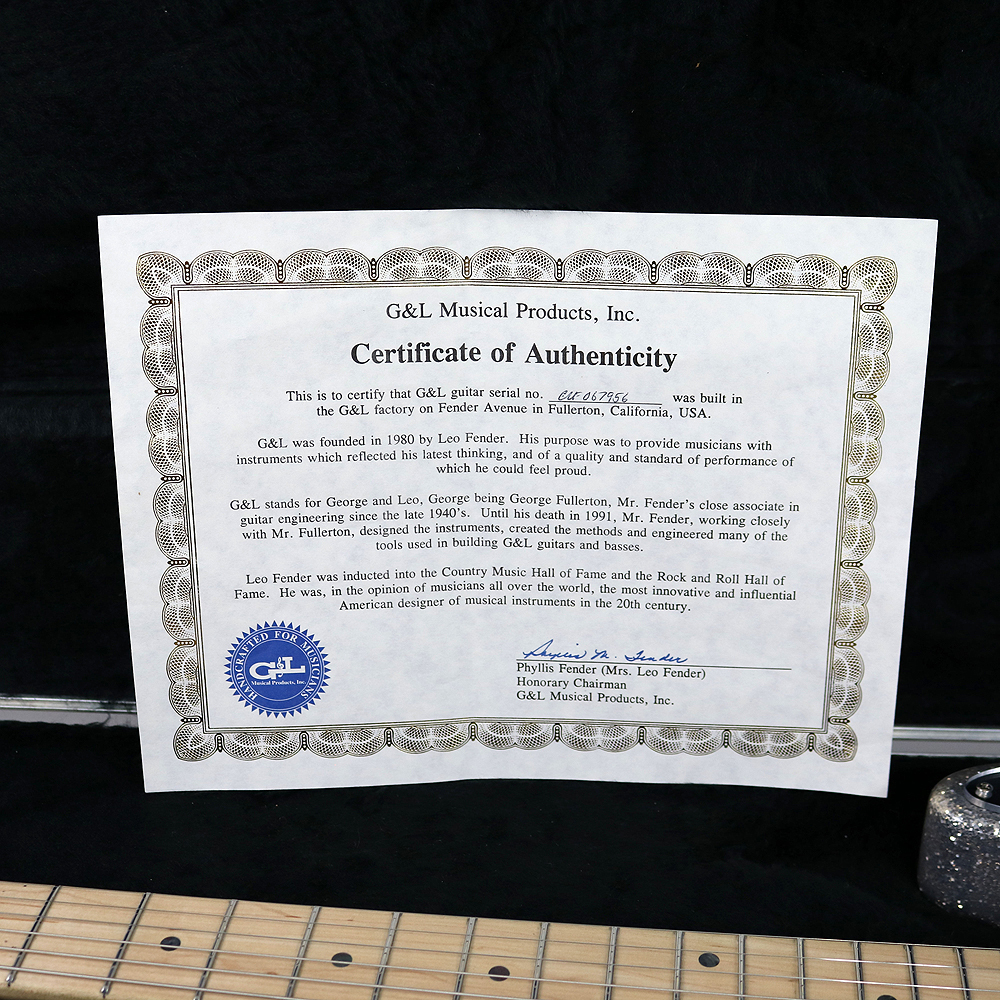 G&L Musical Products, Inc.
Certificate of Authenticity
This is to certify that G&L guitar serial no. CLF067956 was built in
the G&L factory on Fender Avenue in Fullerton, California, USA.
G&L was founded in 1980 by Leo Fender. His purpose was to provide musicians with
instruments which reflected his latest thinking, and of a quality and standard of performance of
which he could feel proud.
G&L stands for George and Leo, George being George Fullerton, Mr. Fender's close associate in
guitar engineering since the late 1940's. Until his death in 1991, Mr. Fender, working closely
with Mr. Fullerton, designed the instruments, created the methods and engineered many of the
tools used in building G&L guitars and basses.
Leo Fender was inducted into the Country Music Hall of Fame and the Rock and Roll Hall of
Fame. He was, in the opinion of musicians all over the world, the most innovative and influential
American designer of musical instruments in the 20th century.
HANDCRAFTED FOR MUSICIANS
G&L
Musical Products, Inc.
Phyllis M. Fender
Phyllis Fender (Mrs. Leo Fender)
Honorary Chairman
G&L Musical Products, Inc.